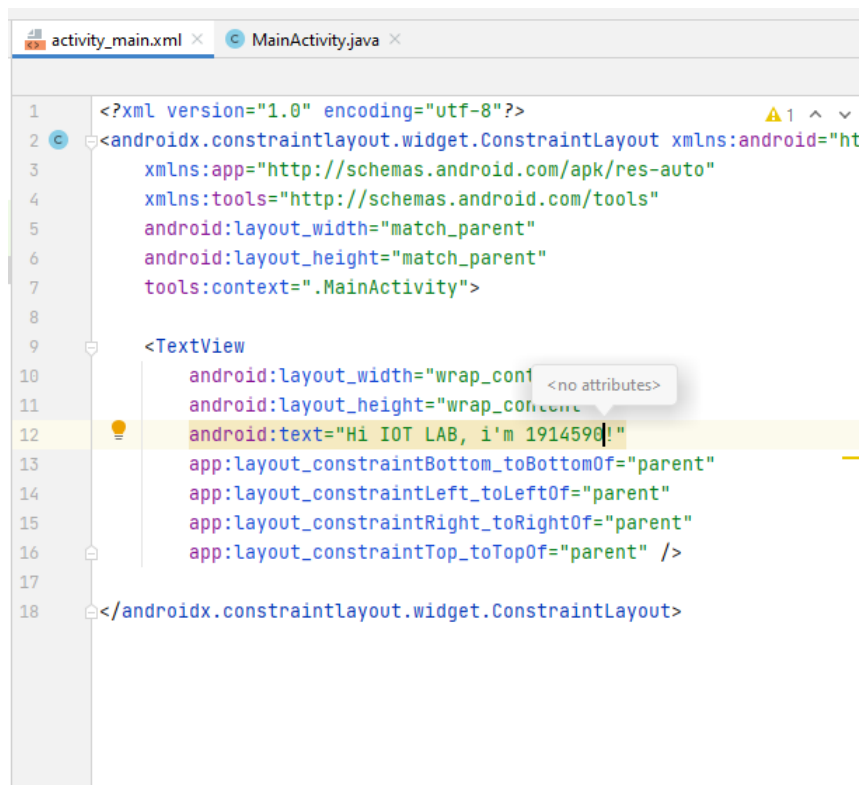 activity_main.xml MainActivity.java
1 <?xml version="1.0" encoding="utf-8"?> 1
2 <androidx.constraintlayout.widget.ConstraintLayout xmlns:android="ht
3 xmlns:app="http://schemas.android.com/apk/res-auto"
4 xmlns:tools="http://schemas.android.com/tools"
5 android:layout_width="match_parent"
6 android:layout_height="match_parent"
7 tools:context=".MainActivity">
8
9 <TextView
10 android:layout_width="wrap_cont <no attributes>
11 android:layout_height="wrap_content
12 android:text="Hi IOT LAB, i'm 1914590!"
13 app:layout_constraintBottom_toBottomOf="parent"
14 app:layout_constraintLeft_toLeftOf="parent"
15 app:layout_constraintRight_toRightOf="parent"
16 app:layout_constraintTop_toTopOf="parent" />
17
18 </androidx.constraintlayout.widget.ConstraintLayout>